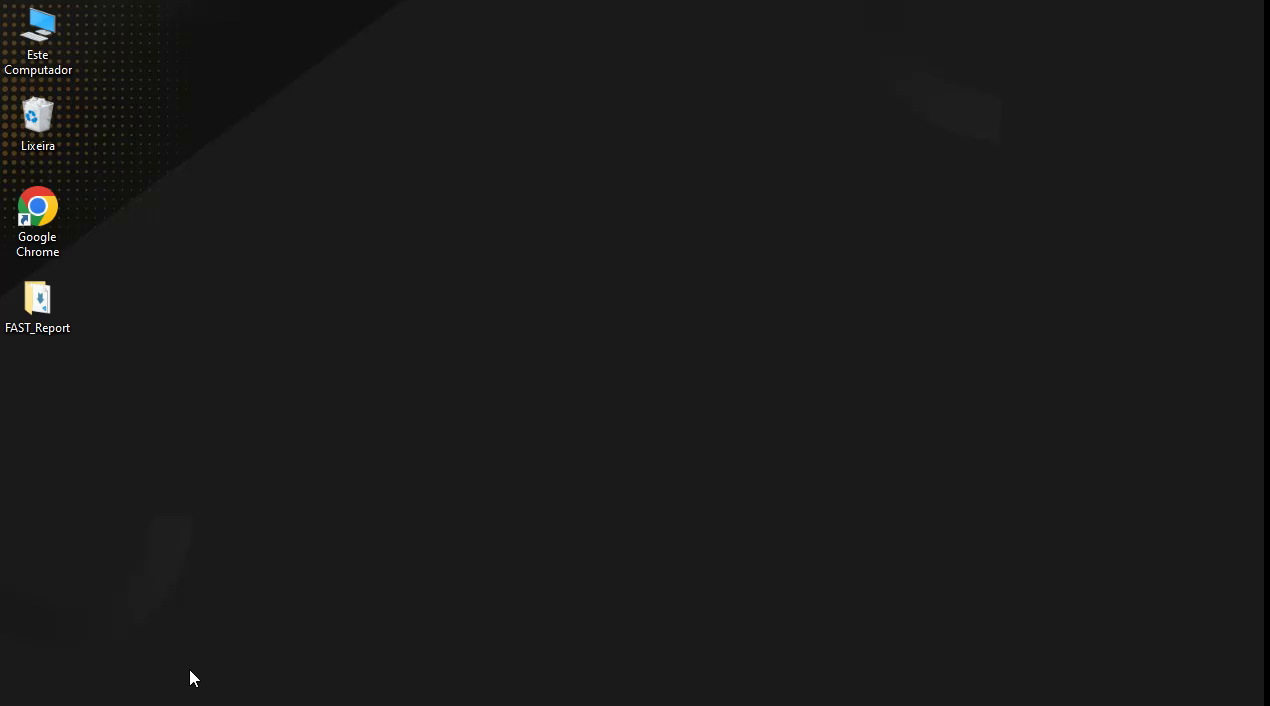 Este
Computador
Lixeira
Google
Chrome
FAST_Report